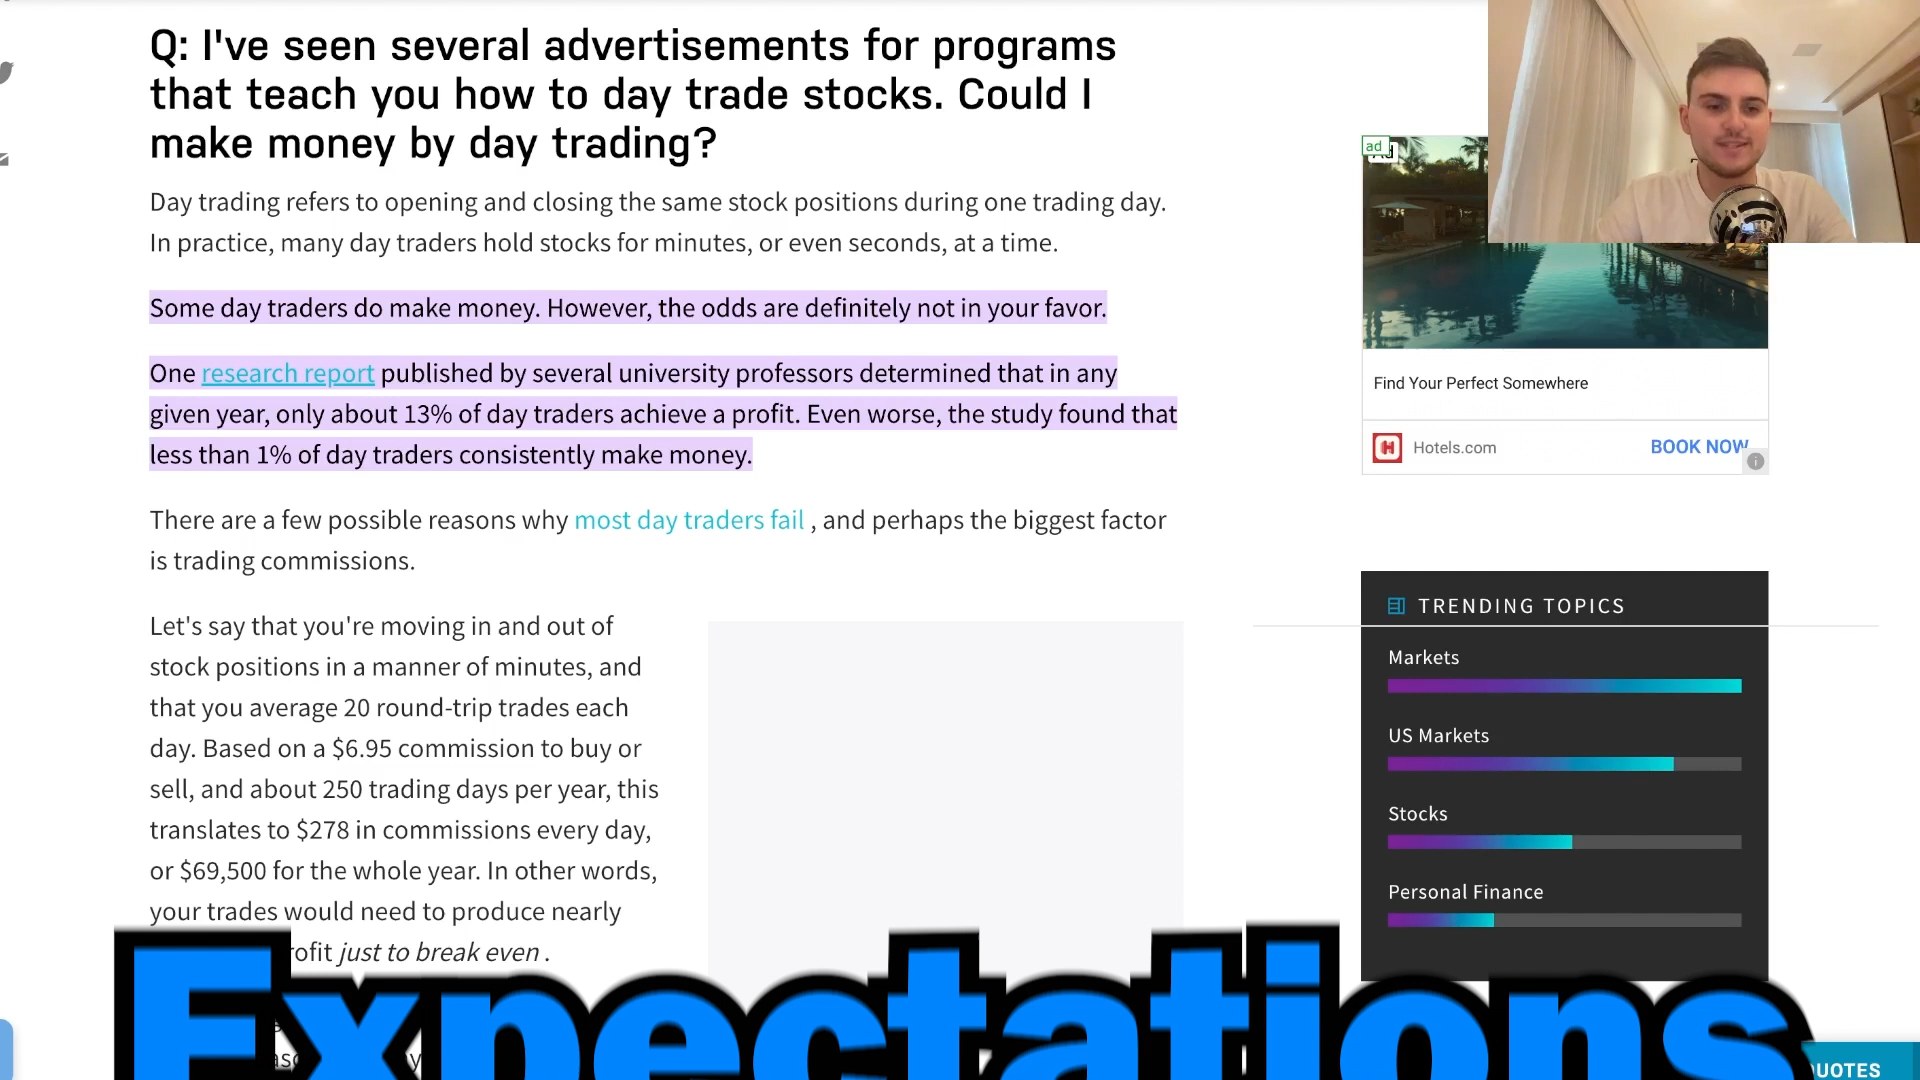 Q: I've seen several advertisements for programs
that teach you how to day trade stocks. Could I
make money by day trading?
Day trading refers to opening and closing the same stock positions during one trading day.
In practice, many day traders hold stocks for minutes, or even seconds, at a time.
Some day traders do make money. However, the odds are definitely not in your favor.
One research report published by several university professors determined that in any
given year, only about 13% of day traders achieve a profit. Even worse, the study found that
less than 1% of day traders consistently make money.
There are a few possible reasons why most day traders fail , and perhaps the biggest factor
is trading commissions.
Let's say that you're moving in and out of
stock positions in a manner of minutes, and
that you average 20 round-trip trades each
day. Based on a $6.95 commission to buy or
sell, and about 250 trading days per year, this
translates to $278 in commissions every day,
or $69,500 for the whole year. In other words,
your trades would need to produce nearly
rofit just to break even .
Expectations
ad
Find Your Perfect Somewhere
Hotels.com
BOOK NOW
TRENDING TOPICS
Markets
US Markets
Stocks
Personal Finance
QUOTES